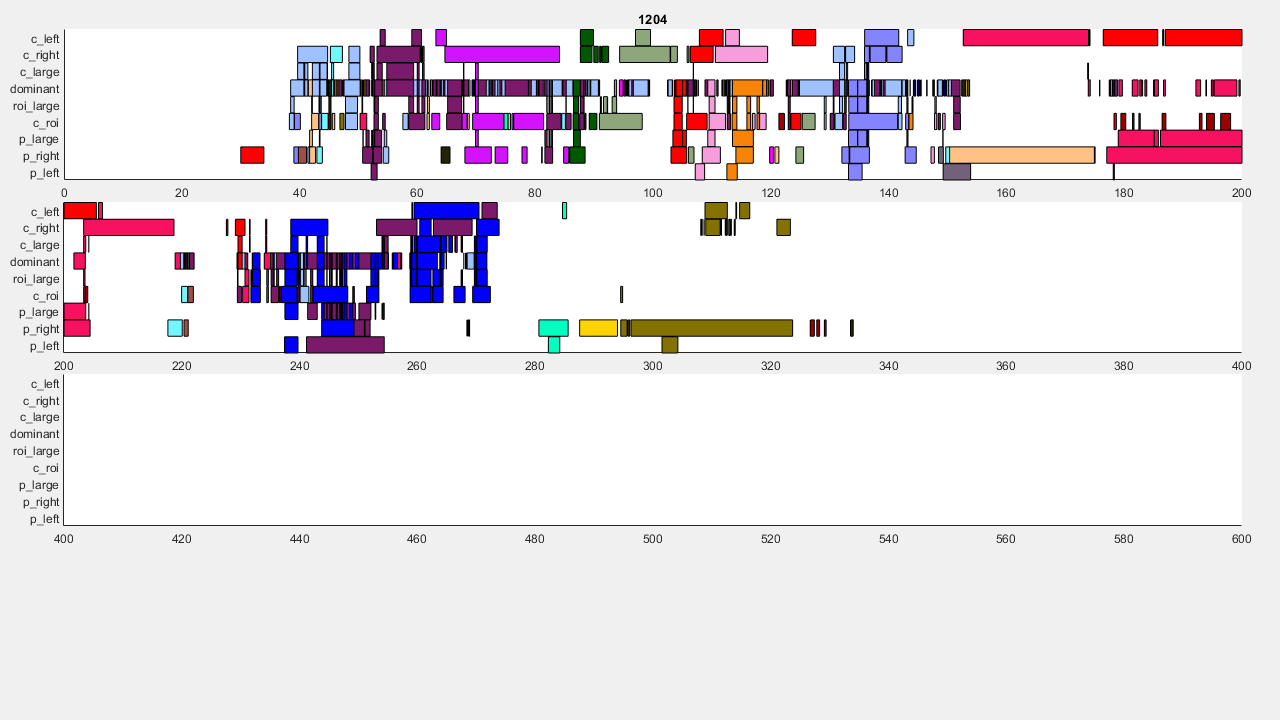 1204
c_left
c_right
c_large
dominant
roi_large
c_roi
p_large
p_right
p_left
0 20 40 60 80 100 120 140 160 180 200
c_left
c_right
c_large
dominant
roi_large
c_roi
p_large
p_right
p_left
200 220 240 260 280 300 320 340 360 380 400
c_left
c_right
c_large
dominant
roi_large
c_roi
p_large
p_right
p_left
400 420 440 460 480 500 520 540 560 580 600